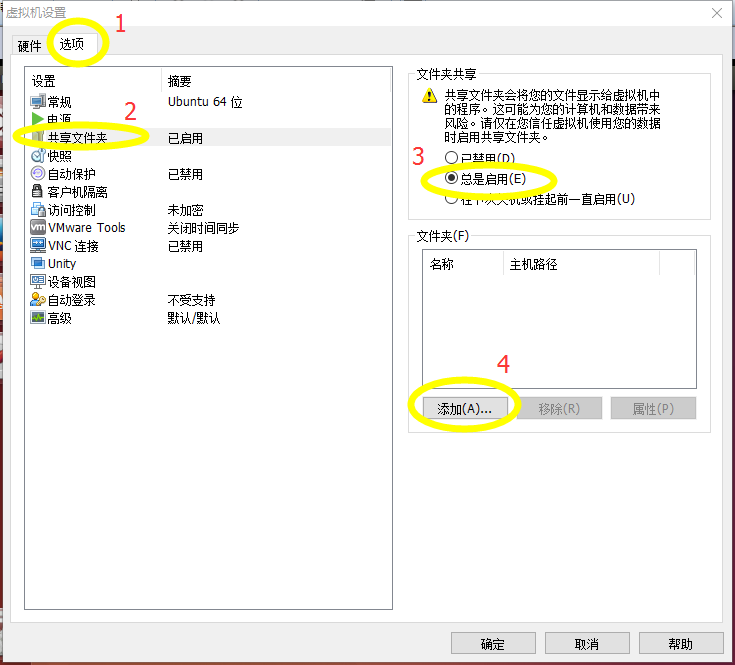 虚拟机设置
1
硬件 选项
设置 摘要
常规 Ubuntu 64 位
电源
2
共享文件夹 已启用
快照
自动保护 已禁用
客户机隔离
访问控制 未加密
VMware Tools 关闭时间同步
VNC 连接 已禁用
Unity
设备视图
自动登录 不受支持
高级 默认/默认
文件夹共享
共享文件夹会将您的文件显示给虚拟机中
的程序。这可能为您的计算机和数据带来
风险。请仅在您信任虚拟机使用您的数据
时启用共享文件夹。
3
已禁用(D)
总是启用(E)
在下次关机或挂起前一直启用(U)
文件夹(F)
名称 主机路径
4
添加(A)... 移除(R) 属性(P)
确定 取消 帮助